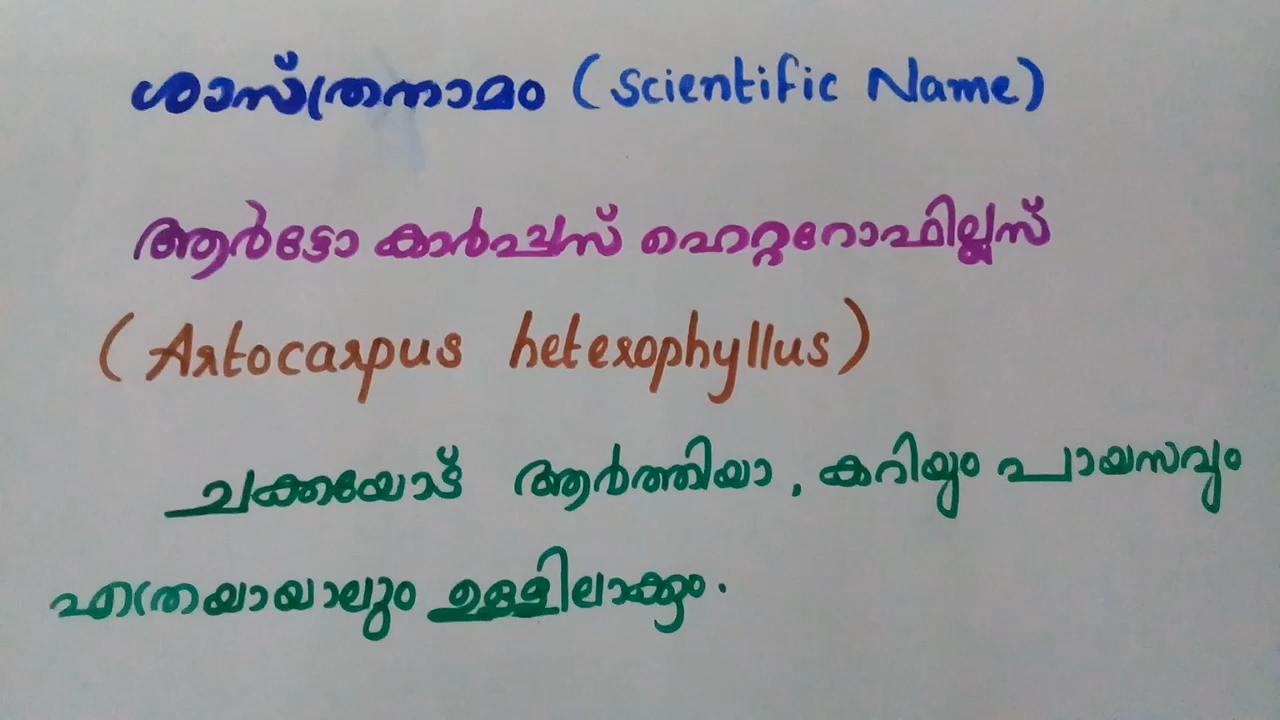 ശാസ്ത്രനാമം (Scientific Name)
ആർട്ടോ കാർപ്പസ് ഹെറ്ററോഫില്ലസ്
(Artocarpus heterophyllus)
ചക്കയോട് ആർത്തിയാ, കറിയും പായസവും
എത്രയായാലും ഉള്ളിലാക്കും.